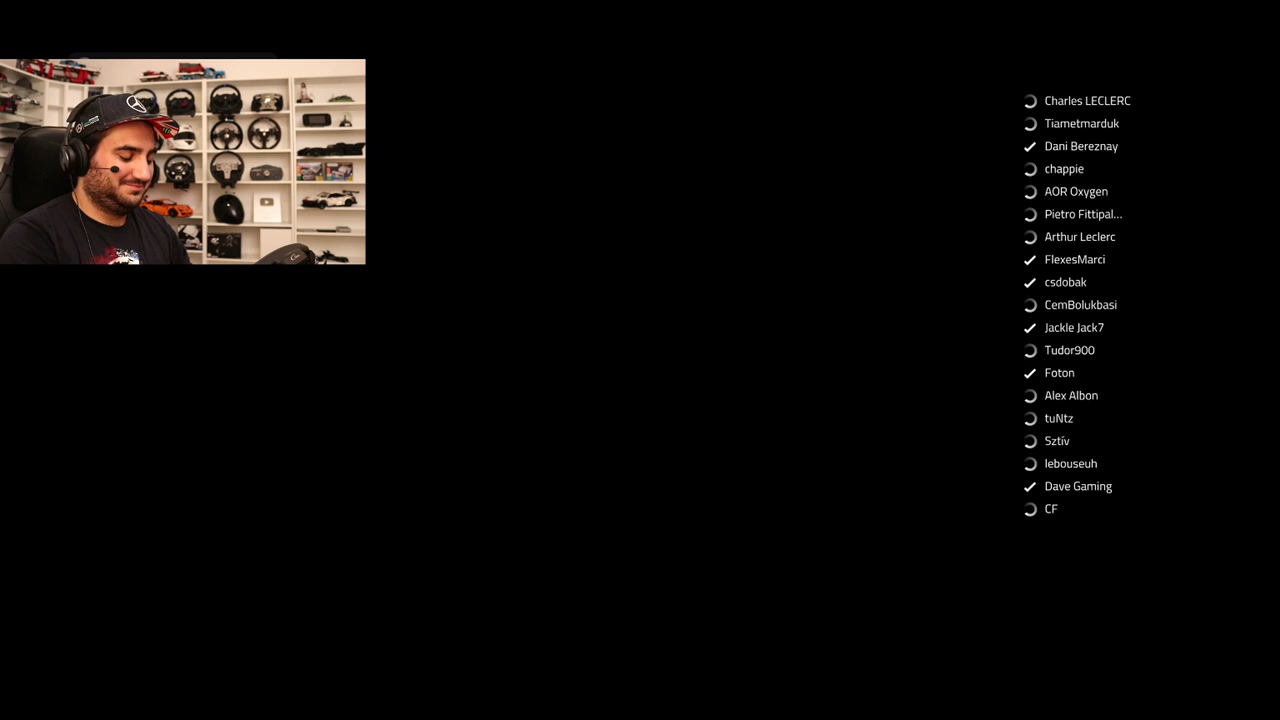 Charles LECLERC
Tiametmarduk
Dani Bereznay
chappie
AOR Oxygen
Pietro Fittipal...
Arthur Leclerc
FlexesMarci
csdobak
CemBolukbasi
Jackle Jack7
Tudor900
Foton
Alex Albon
tuNtz
Sztív
lebouseuh
Dave Gaming
CF